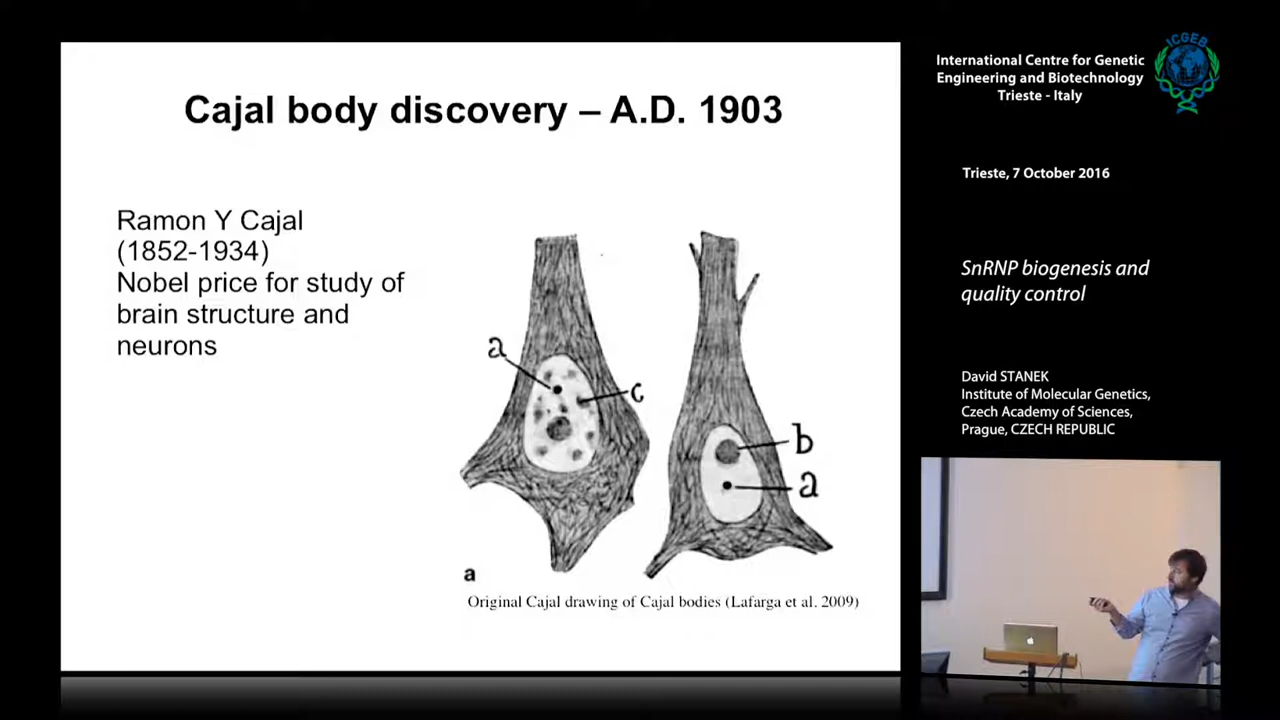 Cajal body discovery – A.D. 1903
Ramon Y Cajal
(1852-1934)
Nobel price for study of
brain structure and
neurons
a
c
b
a
a
Original Cajal drawing of Cajal bodies (Lafarga et al. 2009)
International Centre for Genetic
Engineering and Biotechnology
Trieste - Italy
ICGEB
Trieste, 7 October 2016
SnRNP biogenesis and
quality control
David STANEK
Institute of Molecular Genetics,
Czech Academy of Sciences,
Prague, CZECH REPUBLIC